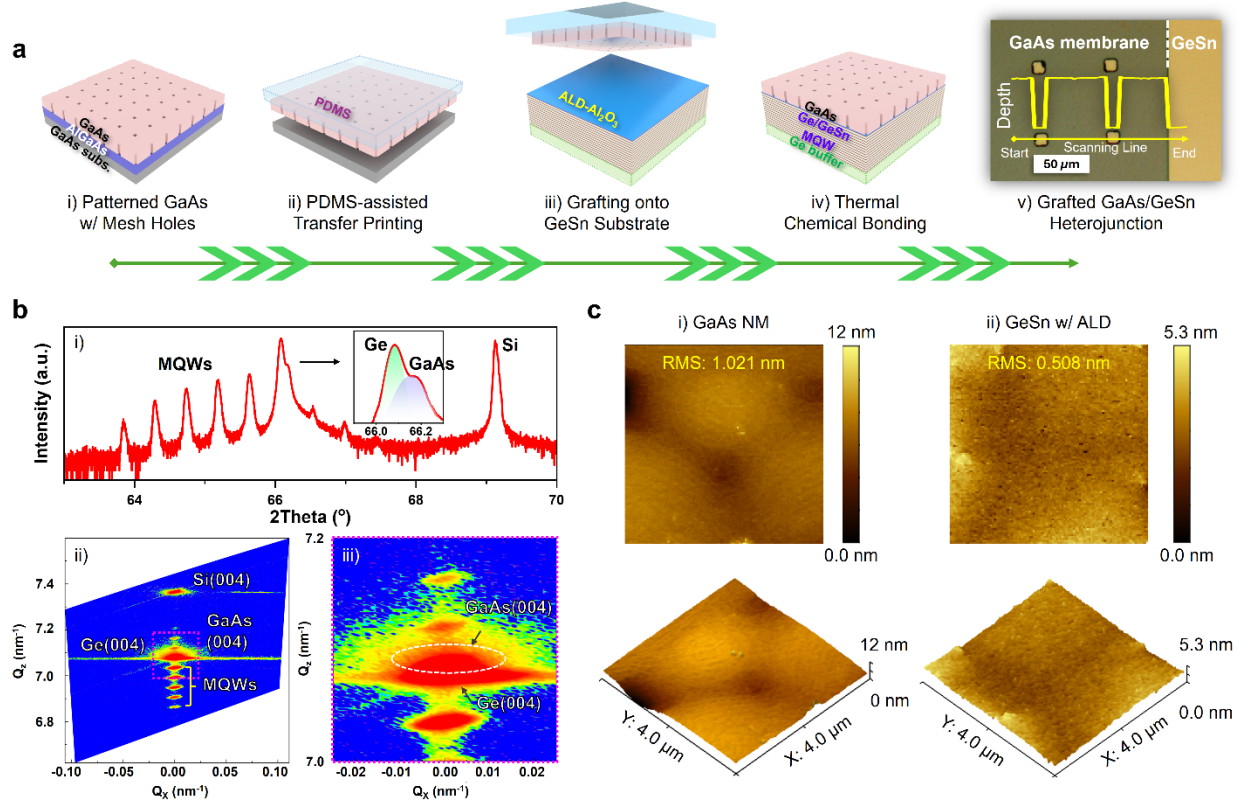 a
GaAs
AlGaAs
GaAs subs.
i) Patterned GaAs
w/ Mesh Holes
PDMS
ii) PDMS-assisted
Transfer Printing
ALD-Al₂O₃
iii) Grafting onto
GeSn Substrate
GaAs
Ge/GeSn
MQW
Ge buffer
iv) Thermal
Chemical Bonding
GaAs membrane
GeSn
Depth
Start
Scanning Line
End
50 µm
v) Grafted GaAs/GeSn
Heterojunction
b
i)
Intensity (a.u.)
MQWs
Ge
GaAs
66.0
66.2
Si
64
66
68
70
2Theta (°)
ii)
Si(004)
GaAs
(004)
Ge(004)
MQWs
7.4
7.2
7.0
6.8
Q_z (nm⁻¹)
-0.10
-0.05
0.00
0.05
0.10
Q_X (nm⁻¹)
iii)
GaAs(004)
Ge(004)
7.2
7.0
Q_z (nm⁻¹)
-0.02
-0.01
0.00
0.01
0.02
Q_X (nm⁻¹)
c
i) GaAs NM
RMS: 1.021 nm
12 nm
0.0 nm
ii) GeSn w/ ALD
RMS: 0.508 nm
5.3 nm
0.0 nm
12 nm
0 nm
Y: 4.0 µm
X: 4.0 µm
5.3 nm
0.0 nm
Y: 4.0 µm
X: 4.0 µm